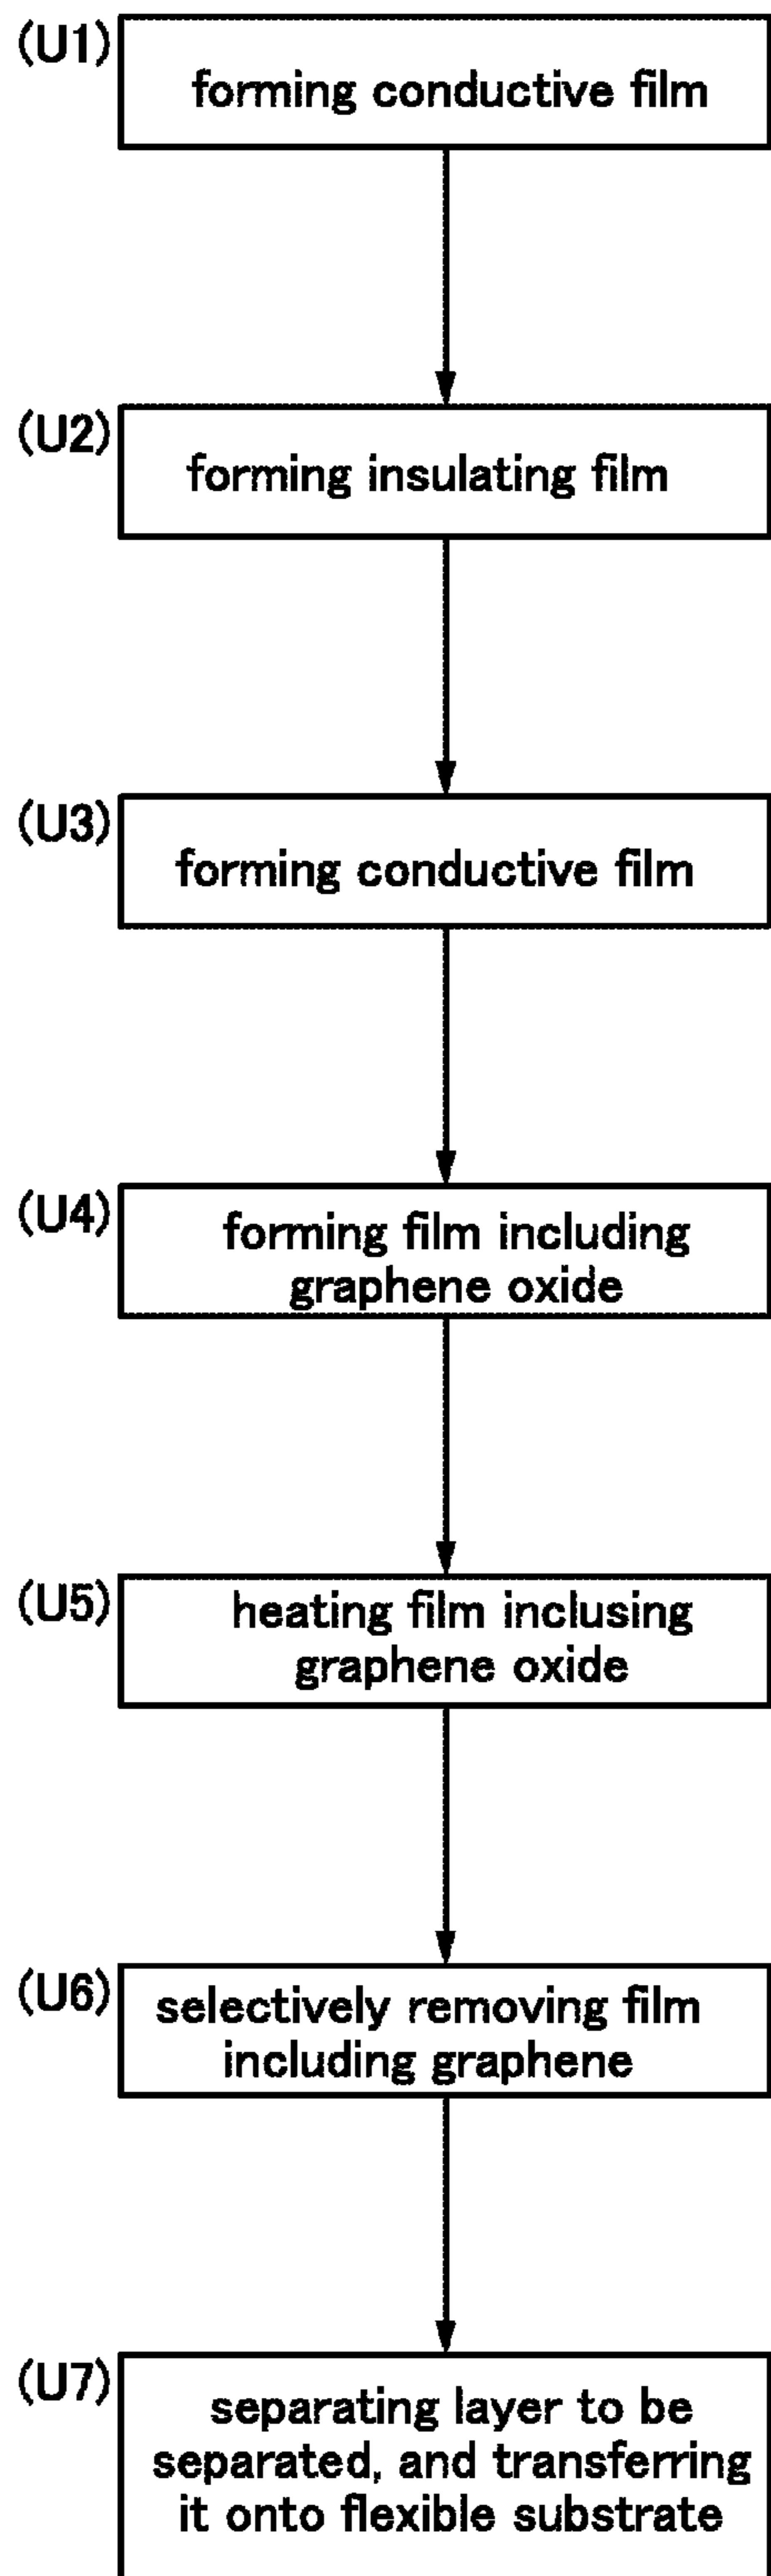 (U1)
forming conductive film
(U2)
forming insulating film
(U3)
forming conductive film
(U4)
forming film including
graphene oxide
(U5)
heating film inclusing
graphene oxide
(U6)
selectively removing film
including graphene
(U7)
separating layer to be
separated, and transferring
it onto flexible substrate